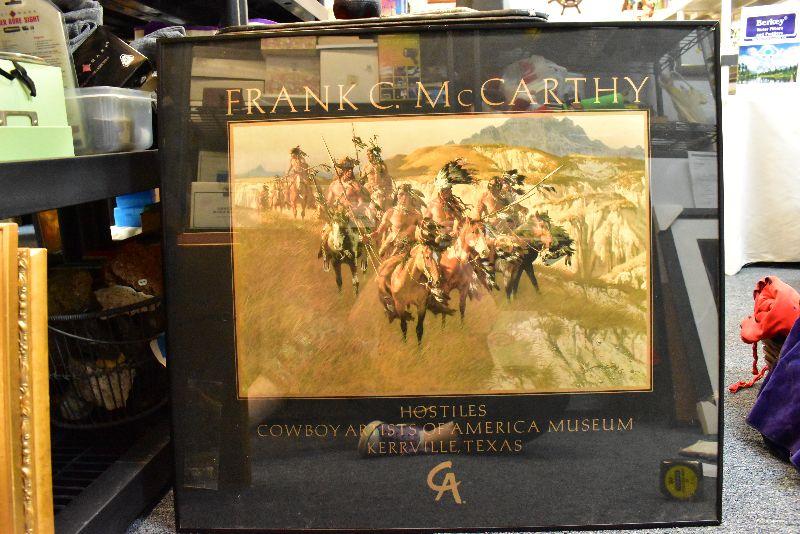 FRANK C. McCARTHY
HOSTILES
COWBOY ARTISTS OF AMERICA MUSEUM
KERRVILLE, TEXAS
CA
Berkey